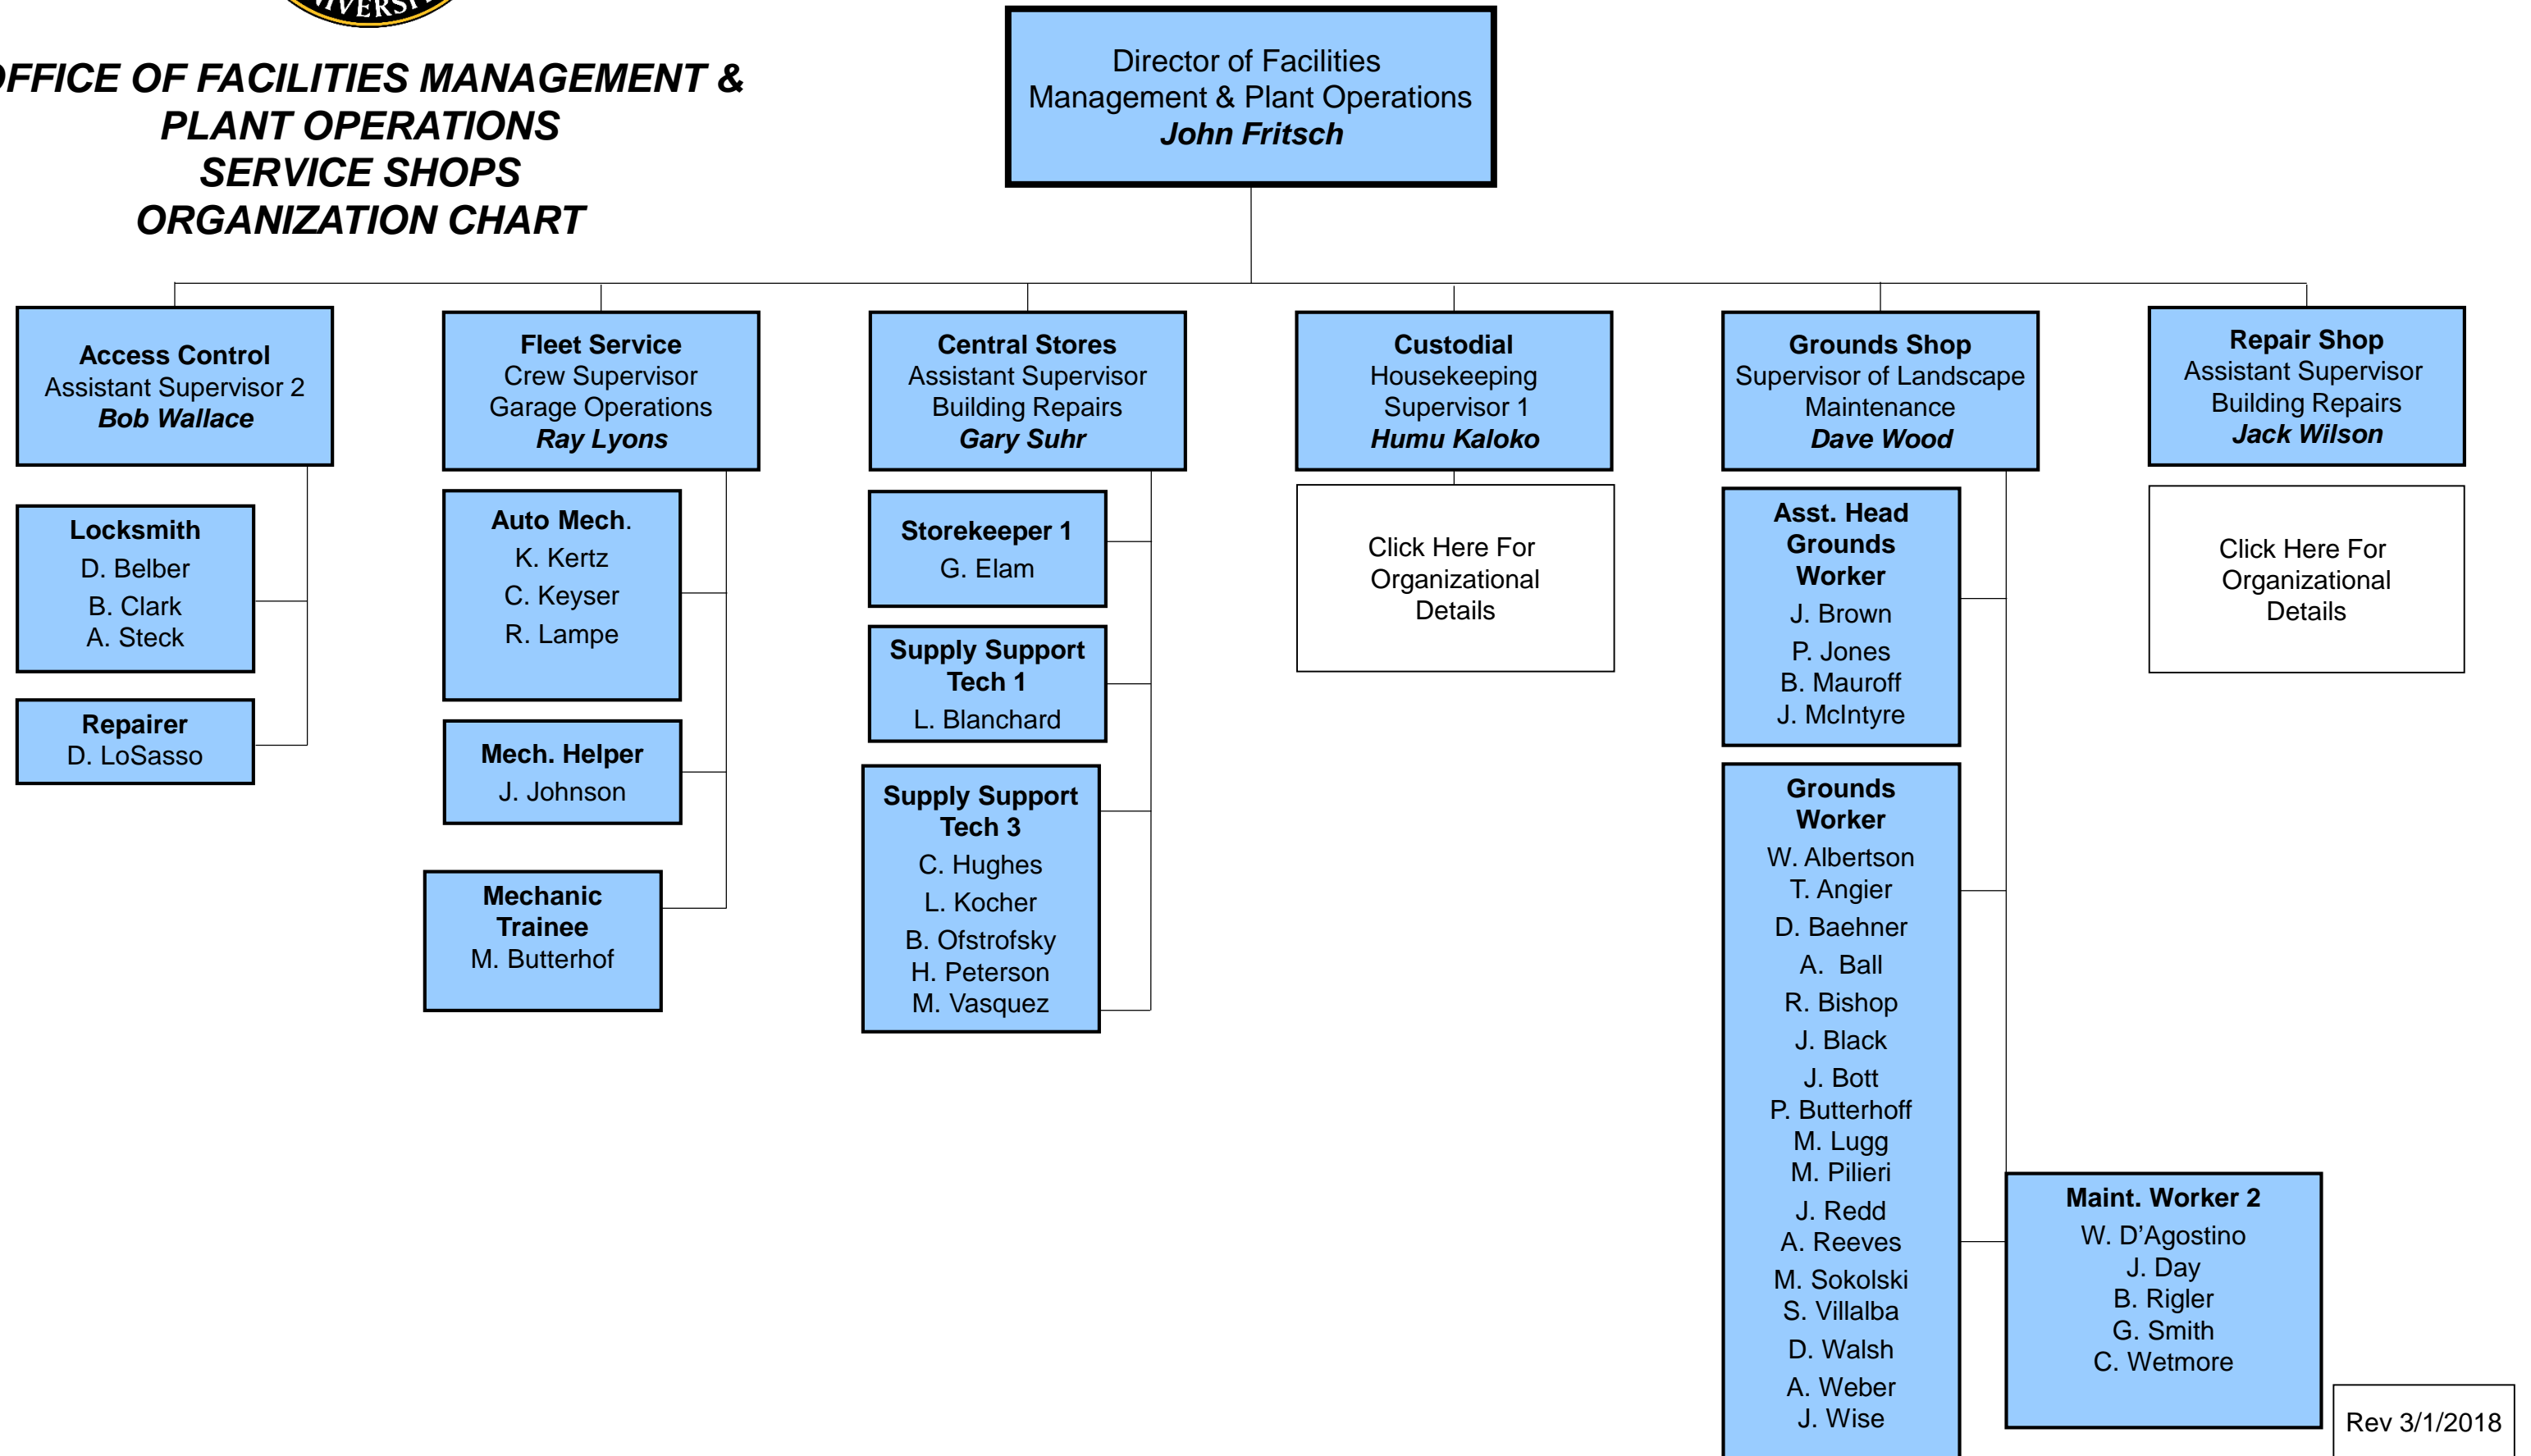 OFFICE OF FACILITIES MANAGEMENT &
PLANT OPERATIONS
SERVICE SHOPS
ORGANIZATION CHART
Director of Facilities
Management & Plant Operations
John Fritsch
Access Control
Assistant Supervisor 2
Bob Wallace
Locksmith
D. Belber
B. Clark
A. Steck
Repairer
D. LoSasso
Fleet Service
Crew Supervisor
Garage Operations
Ray Lyons
Auto Mech.
K. Kertz
C. Keyser
R. Lampe
Mech. Helper
J. Johnson
Mechanic
Trainee
M. Butterhof
Central Stores
Assistant Supervisor
Building Repairs
Gary Suhr
Storekeeper 1
G. Elam
Supply Support
Tech 1
L. Blanchard
Supply Support
Tech 3
C. Hughes
L. Kocher
B. Ofstrofsky
H. Peterson
M. Vasquez
Custodial
Housekeeping
Supervisor 1
Humu Kaloko
Click Here For
Organizational
Details
Grounds Shop
Supervisor of Landscape
Maintenance
Dave Wood
Asst. Head
Grounds
Worker
J. Brown
P. Jones
B. Mauroff
J. McIntyre
Grounds
Worker
W. Albertson
T. Angier
D. Baehner
A. Ball
R. Bishop
J. Black
J. Bott
P. Butterhoff
M. Lugg
M. Pilieri
J. Redd
A. Reeves
M. Sokolski
S. Villalba
D. Walsh
A. Weber
J. Wise
Maint. Worker 2
W. D’Agostino
J. Day
B. Rigler
G. Smith
C. Wetmore
Repair Shop
Assistant Supervisor
Building Repairs
Jack Wilson
Click Here For
Organizational
Details
Rev 3/1/2018